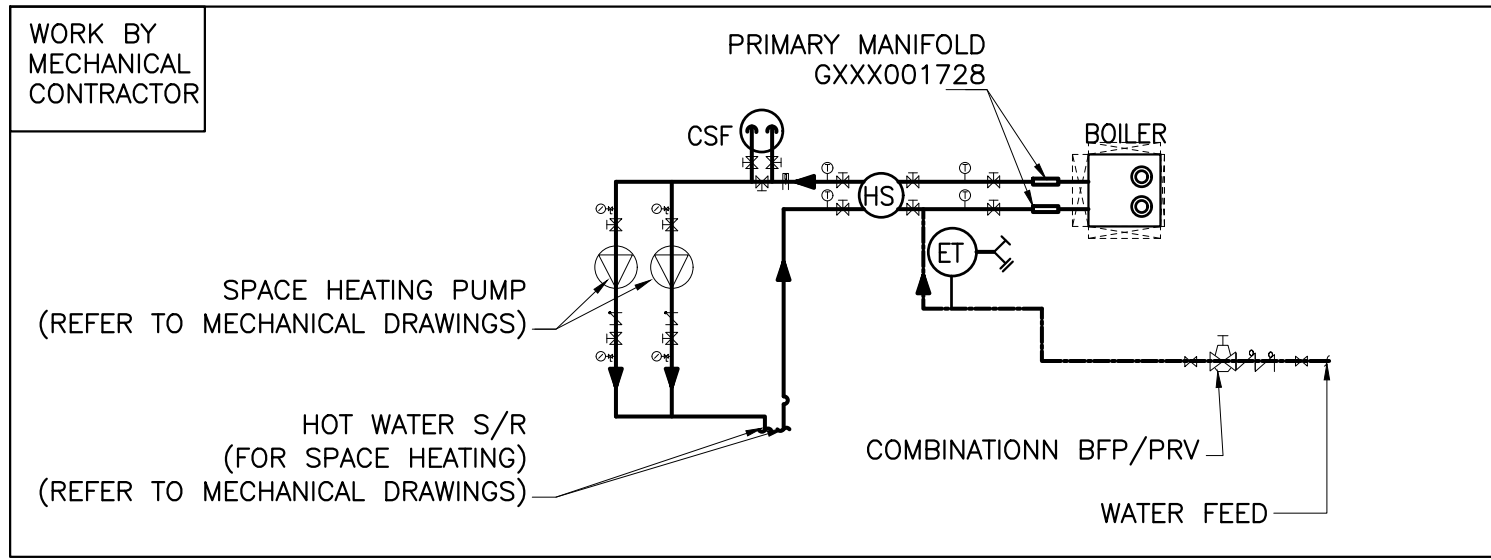 WORK BY
MECHANICAL
CONTRACTOR
PRIMARY MANIFOLD
GXXX001728
CSF
BOILER
T
T
HS
T
T
ET
SPACE HEATING PUMP
(REFER TO MECHANICAL DRAWINGS)
HOT WATER S/R
(FOR SPACE HEATING)
(REFER TO MECHANICAL DRAWINGS)
COMBINATIONN BFP/PRV
WATER FEED